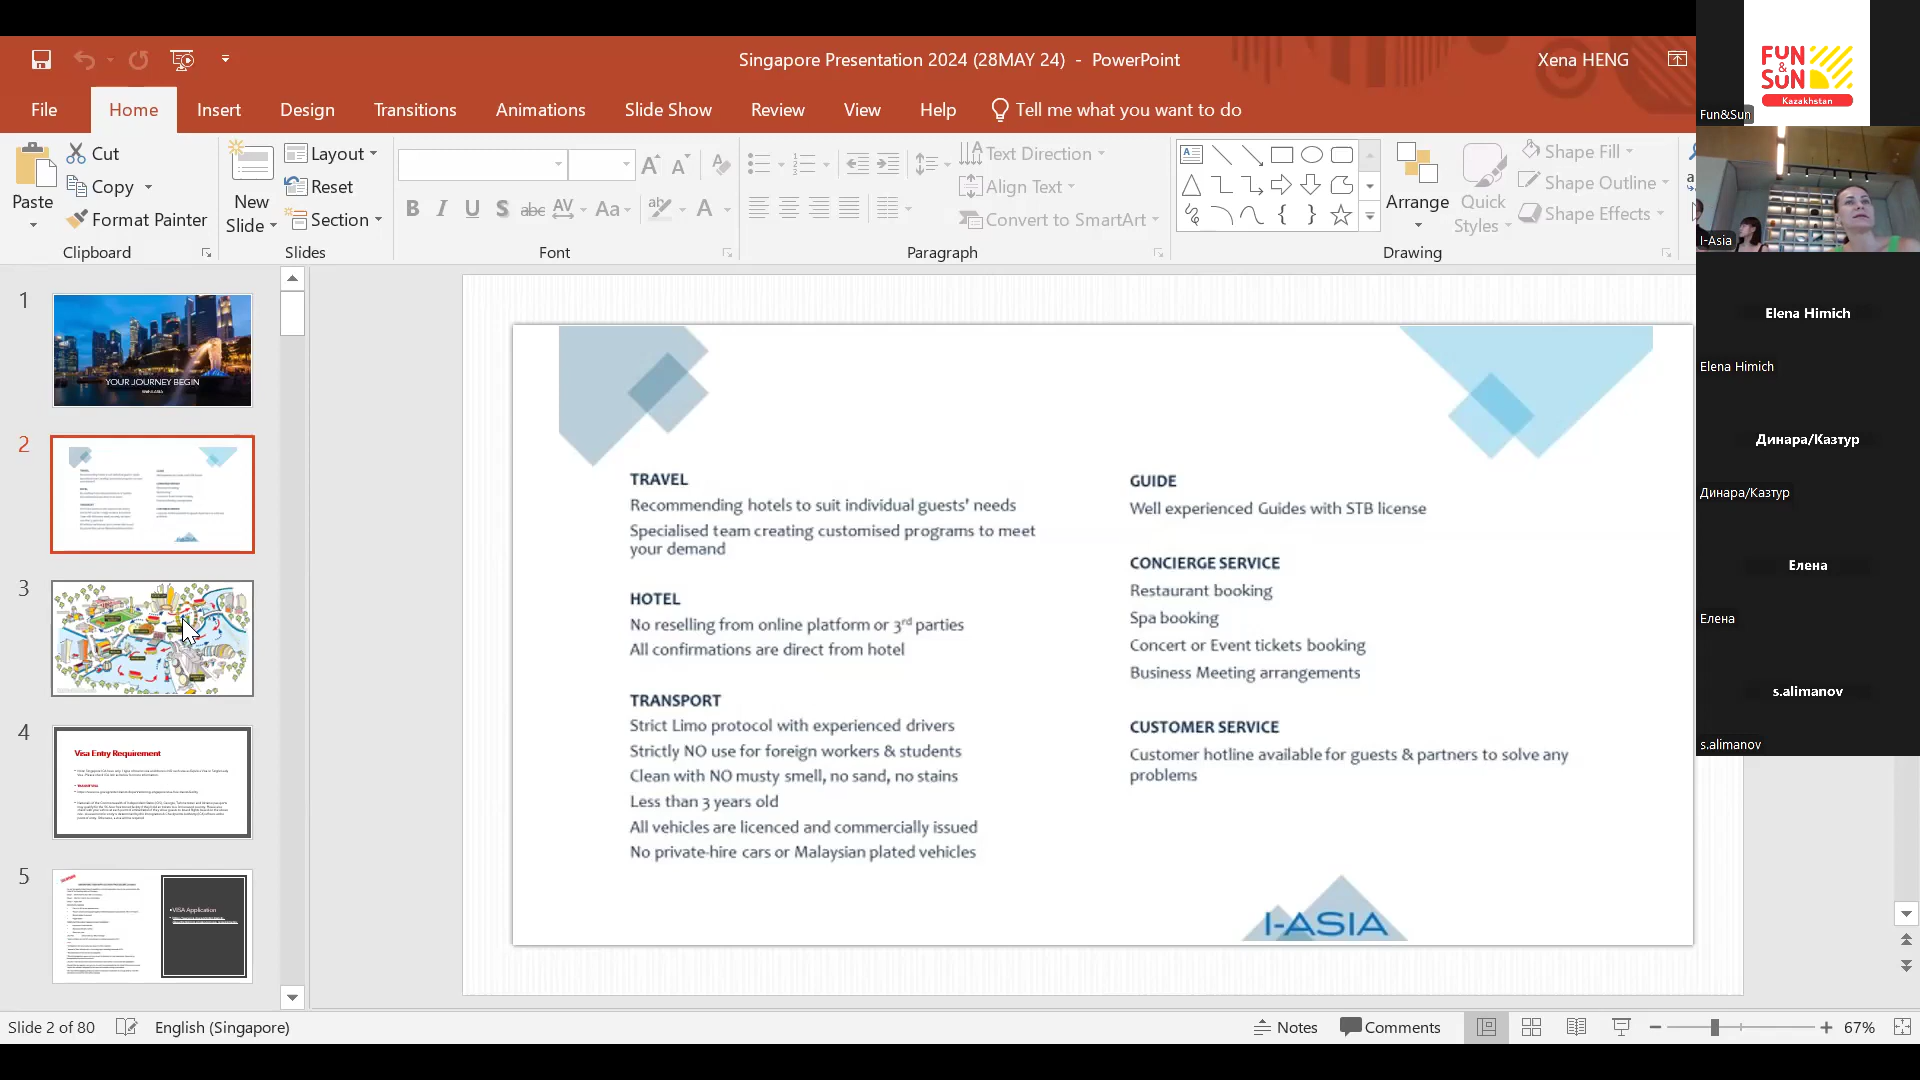 Singapore Presentation 2024 (28MAY 24) - PowerPoint
Xena HENG
File
Home
Insert
Design
Transitions
Animations
Slide Show
Review
View
Help
Tell me what you want to do
Paste
Cut
Copy
Format Painter
Clipboard
New
Slide
Layout
Reset
Section
Slides
B I U S abc AV Aa A
Font
Text Direction
Align Text
Convert to SmartArt
Paragraph
Arrange
Quick
Styles
Shape Fill
Shape Outline
Shape Effects
Drawing
1
YOUR JOURNEY BEGIN
2
3
4
Visa Entry Requirement
5
VISA Application
TRAVEL
Recommending hotels to suit individual guests' needs
Specialised team creating customised programs to meet
your demand
HOTEL
No reselling from online platform or 3rd parties
All confirmations are direct from hotel
TRANSPORT
Strict Limo protocol with experienced drivers
Strictly NO use for foreign workers & students
Clean with NO musty smell, no sand, no stains
Less than 3 years old
All vehicles are licenced and commercially issued
No private-hire cars or Malaysian plated vehicles
GUIDE
Well experienced Guides with STB license
CONCIERGE SERVICE
Restaurant booking
Spa booking
Concert or Event tickets booking
Business Meeting arrangements
CUSTOMER SERVICE
Customer hotline available for guests & partners to solve any
problems
I-ASIA
FUN
&
SUN
Kazakhstan
Fun&Sun
I-Asia
Elena Himich
Elena Himich
Динара/Казтур
Динара/Казтур
Елена
Елена
s.alimanov
s.alimanov
Slide 2 of 80
English (Singapore)
Notes
Comments
67%